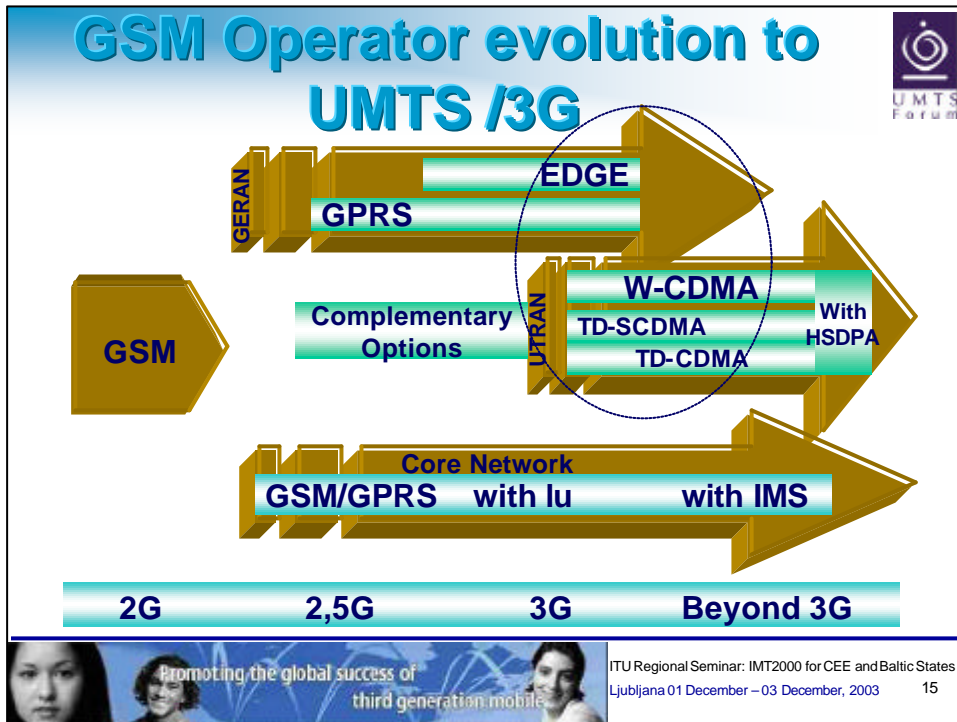 GSM Operator evolution to
UMTS /3G
UMTS
Forum
GERAN
EDGE
GPRS
GSM
Complementary
Options
UTRAN
W-CDMA
TD-SCDMA
TD-CDMA
With
HSDPA
Core Network
GSM/GPRS with Iu with IMS
2G 2,5G 3G Beyond 3G
Promoting the global success of
third generation mobile
ITU Regional Seminar: IMT2000 for CEE and Baltic States
Ljubljana 01 December – 03 December, 2003 15